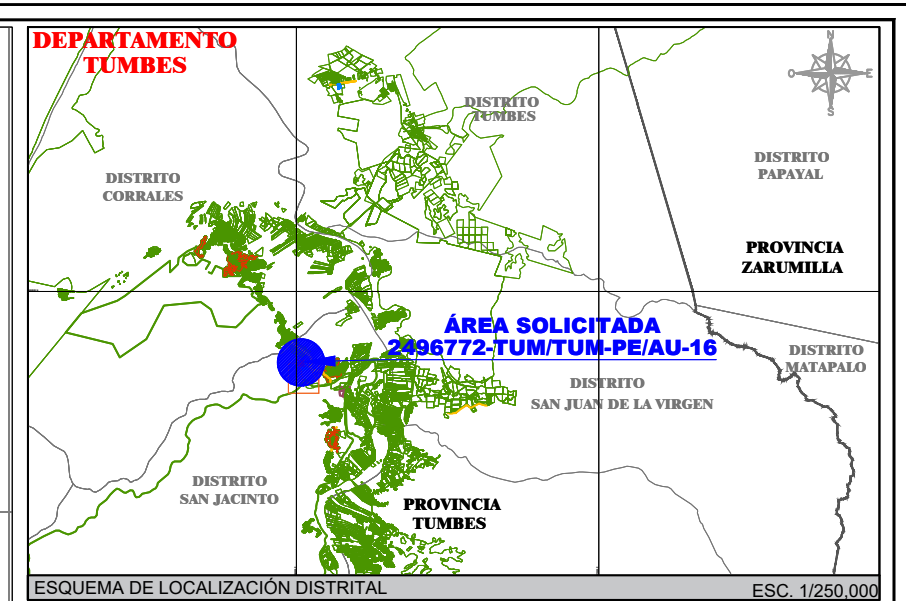 DEPARTAMENTO
TUMBES
N
O
E
S
DISTRITO
TUMBES
DISTRITO
PAPAYAL
DISTRITO
CORRALES
PROVINCIA
ZARUMILLA
ÁREA SOLICITADA
2496772-TUM/TUM-PE/AU-16
DISTRITO
MATAPALO
DISTRITO
SAN JUAN DE LA VIRGEN
DISTRITO
SAN JACINTO
PROVINCIA
TUMBES
ESQUEMA DE LOCALIZACIÓN DISTRITAL
ESC. 1/250,000